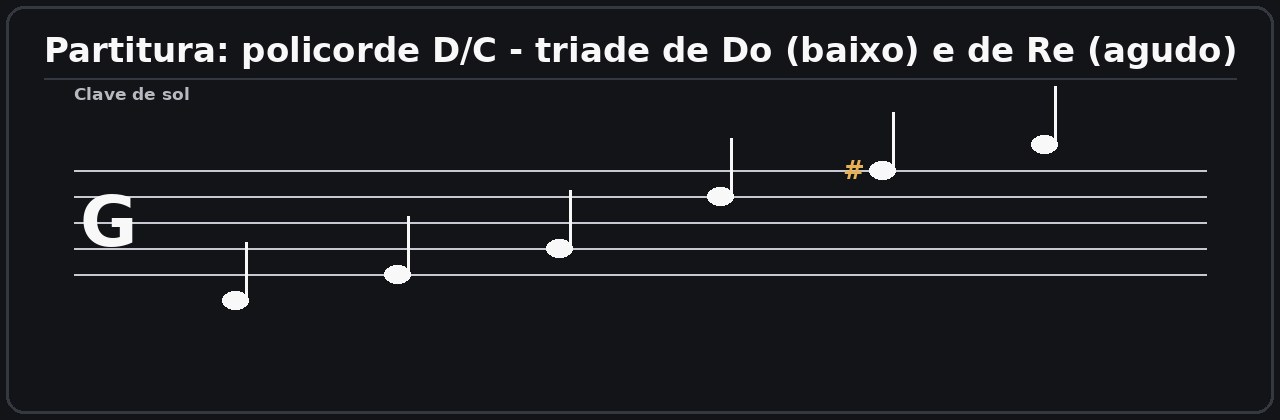 Partitura: policorde D/C - triade de Do (baixo) e de Re (agudo)
Clave de sol
#
G